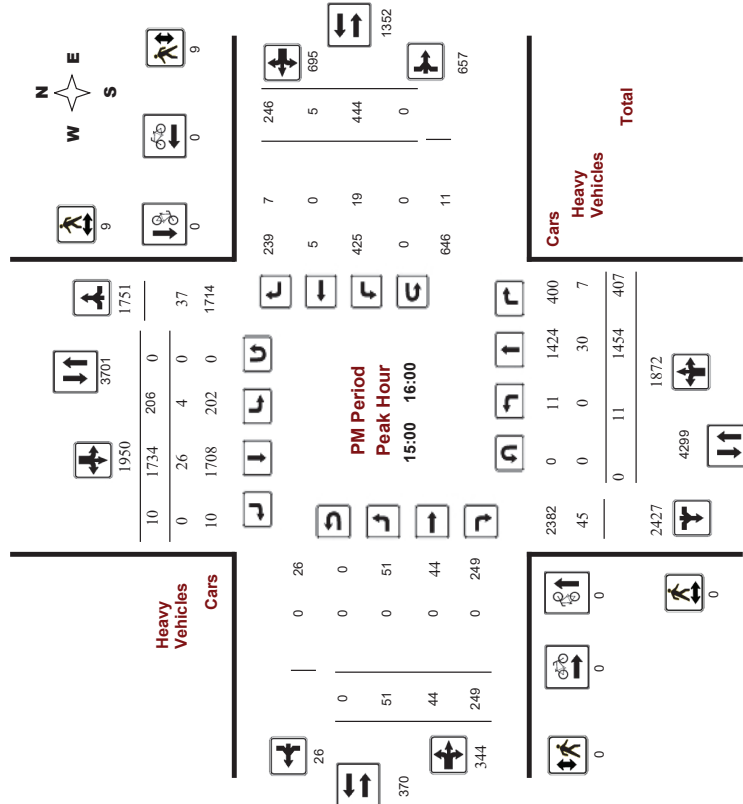 N
W E
S
9
0
9
0
1751
3701
1950
10 1734 206 0
0 26 4 0 37
10 1708 202 0 1714
Heavy
Vehicles
Cars
1352
695
657
239 7 246
5 0 5
425 19 444
0 0 0
646 11
PM Period
Peak Hour
15:00 16:00
26 0
0 0 0
51 0 51
44 0 44
249 0 249
26
370
344
Cars
Heavy
Vehicles
Total
2382 0 11 1424 400
45 0 0 30 7
0 11 1454 407
2427
4299
1872
0
0
0
0